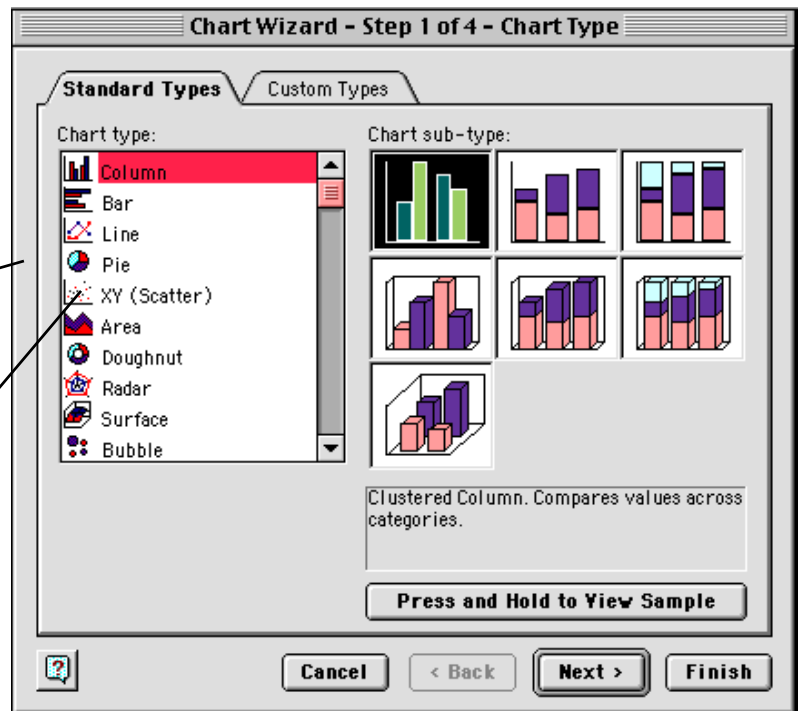 Chart Wizard – Step 1 of 4 – Chart Type
Standard Types
Custom Types
Chart type:
Column
Bar
Line
Pie
XY (Scatter)
Area
Doughnut
Radar
Surface
Bubble
Chart sub-type:
Clustered Column. Compares values across
categories.
Press and Hold to View Sample
?
Cancel
< Back
Next >
Finish